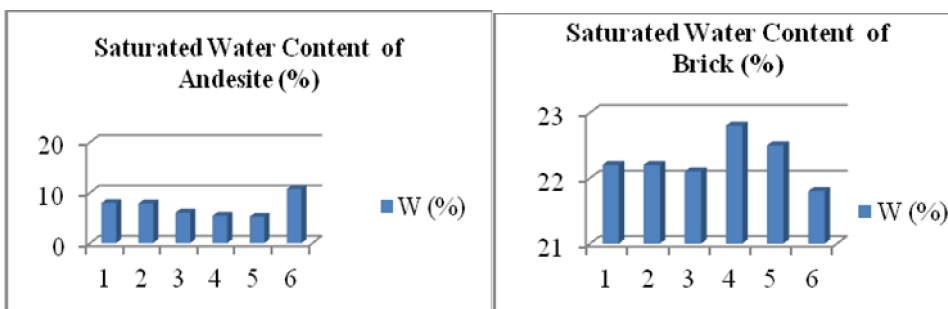 Saturated Water Content of
Andesite (%)
20
10
0
1 2 3 4 5 6
W (%)
Saturated Water Content of
Brick (%)
23
22
21
1 2 3 4 5 6
W (%)